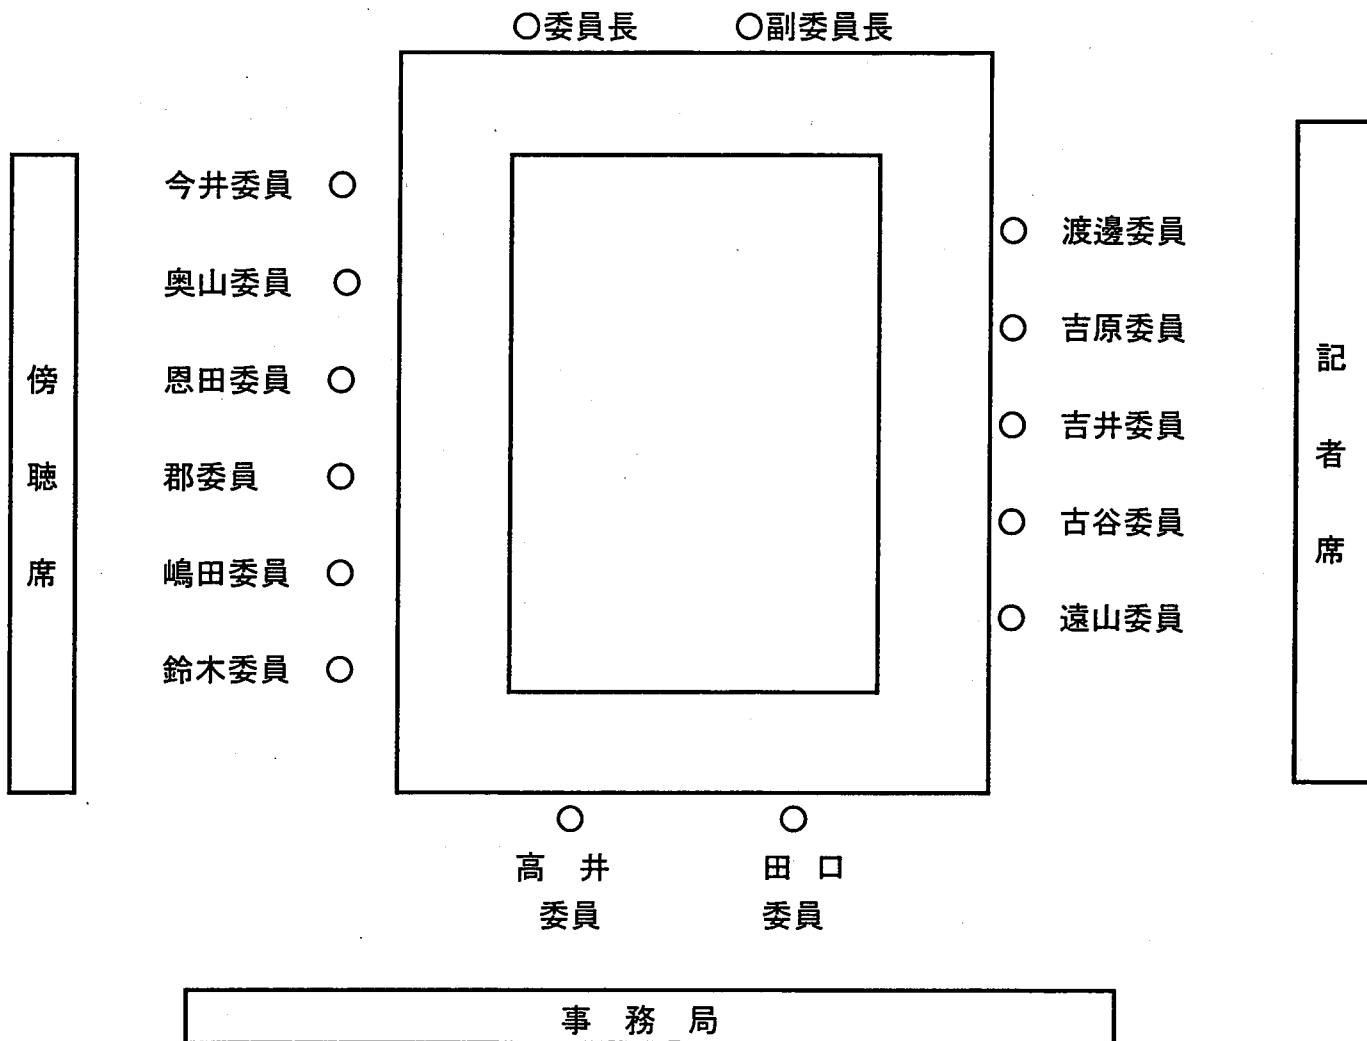 ○委員長 ○副委員長
今井委員 ○
奥山委員 ○
恩田委員 ○
郡委員 ○
嶋田委員 ○
鈴木委員 ○
○ 渡邊委員
○ 吉原委員
○ 吉井委員
○ 古谷委員
○ 遠山委員
傍聴席
記者席
○ ○
高井 田口
委員 委員
事務局